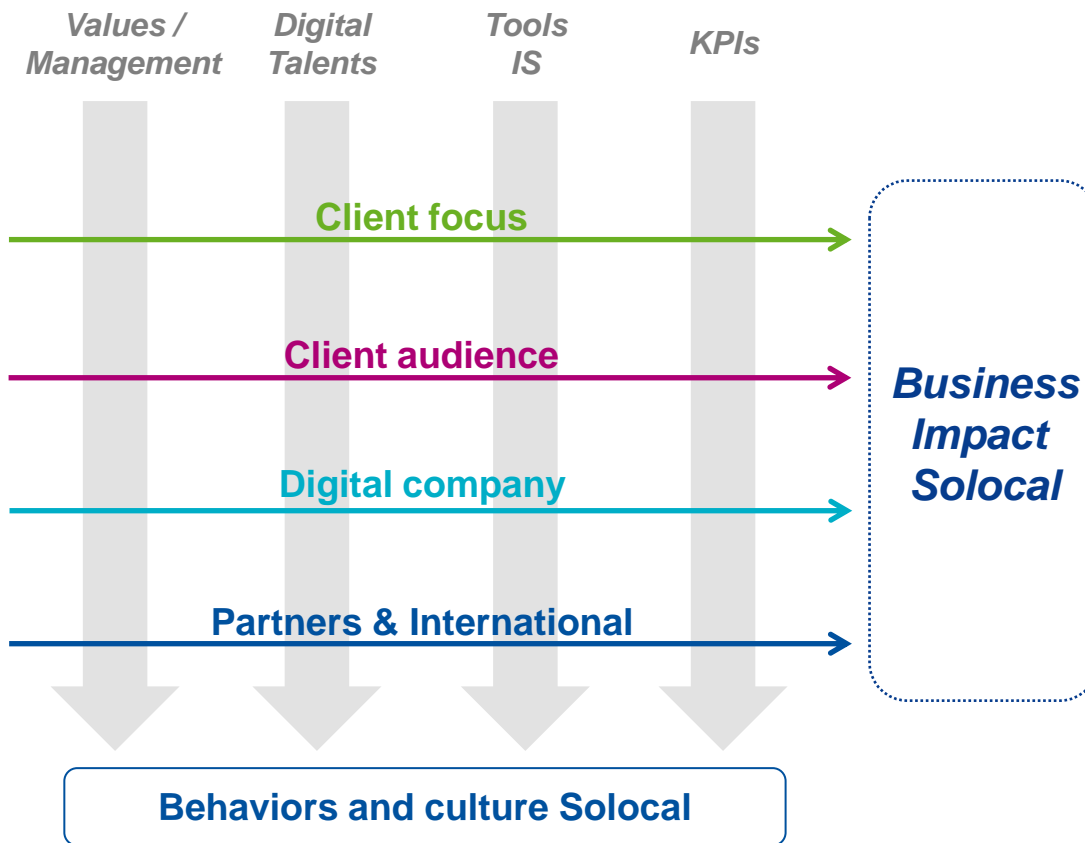 Values /
Management
Digital
Talents
Tools
IS
KPIs
Client focus
Client audience
Digital company
Partners & International
Business
Impact
Solocal
Behaviors and culture Solocal